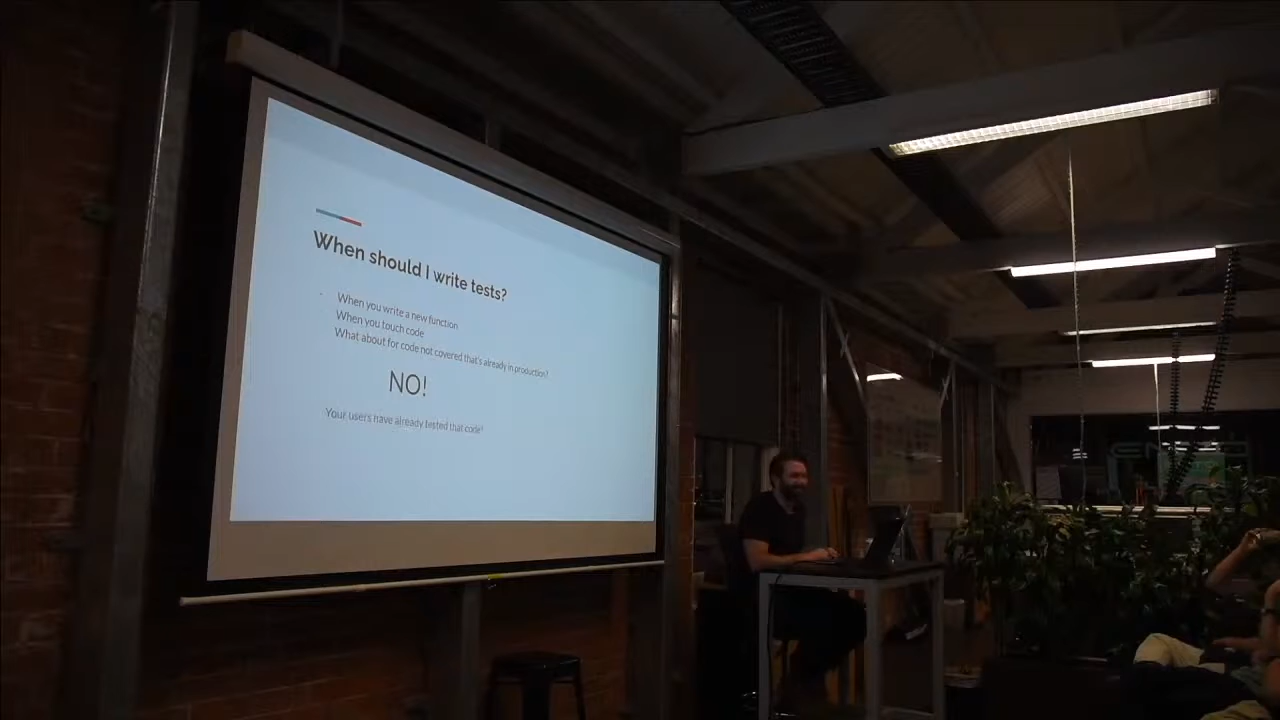 When should I write tests?
- When you write a new function
When you touch code
What about for code not covered that's already in production?
NO!
Your users have already tested that code!